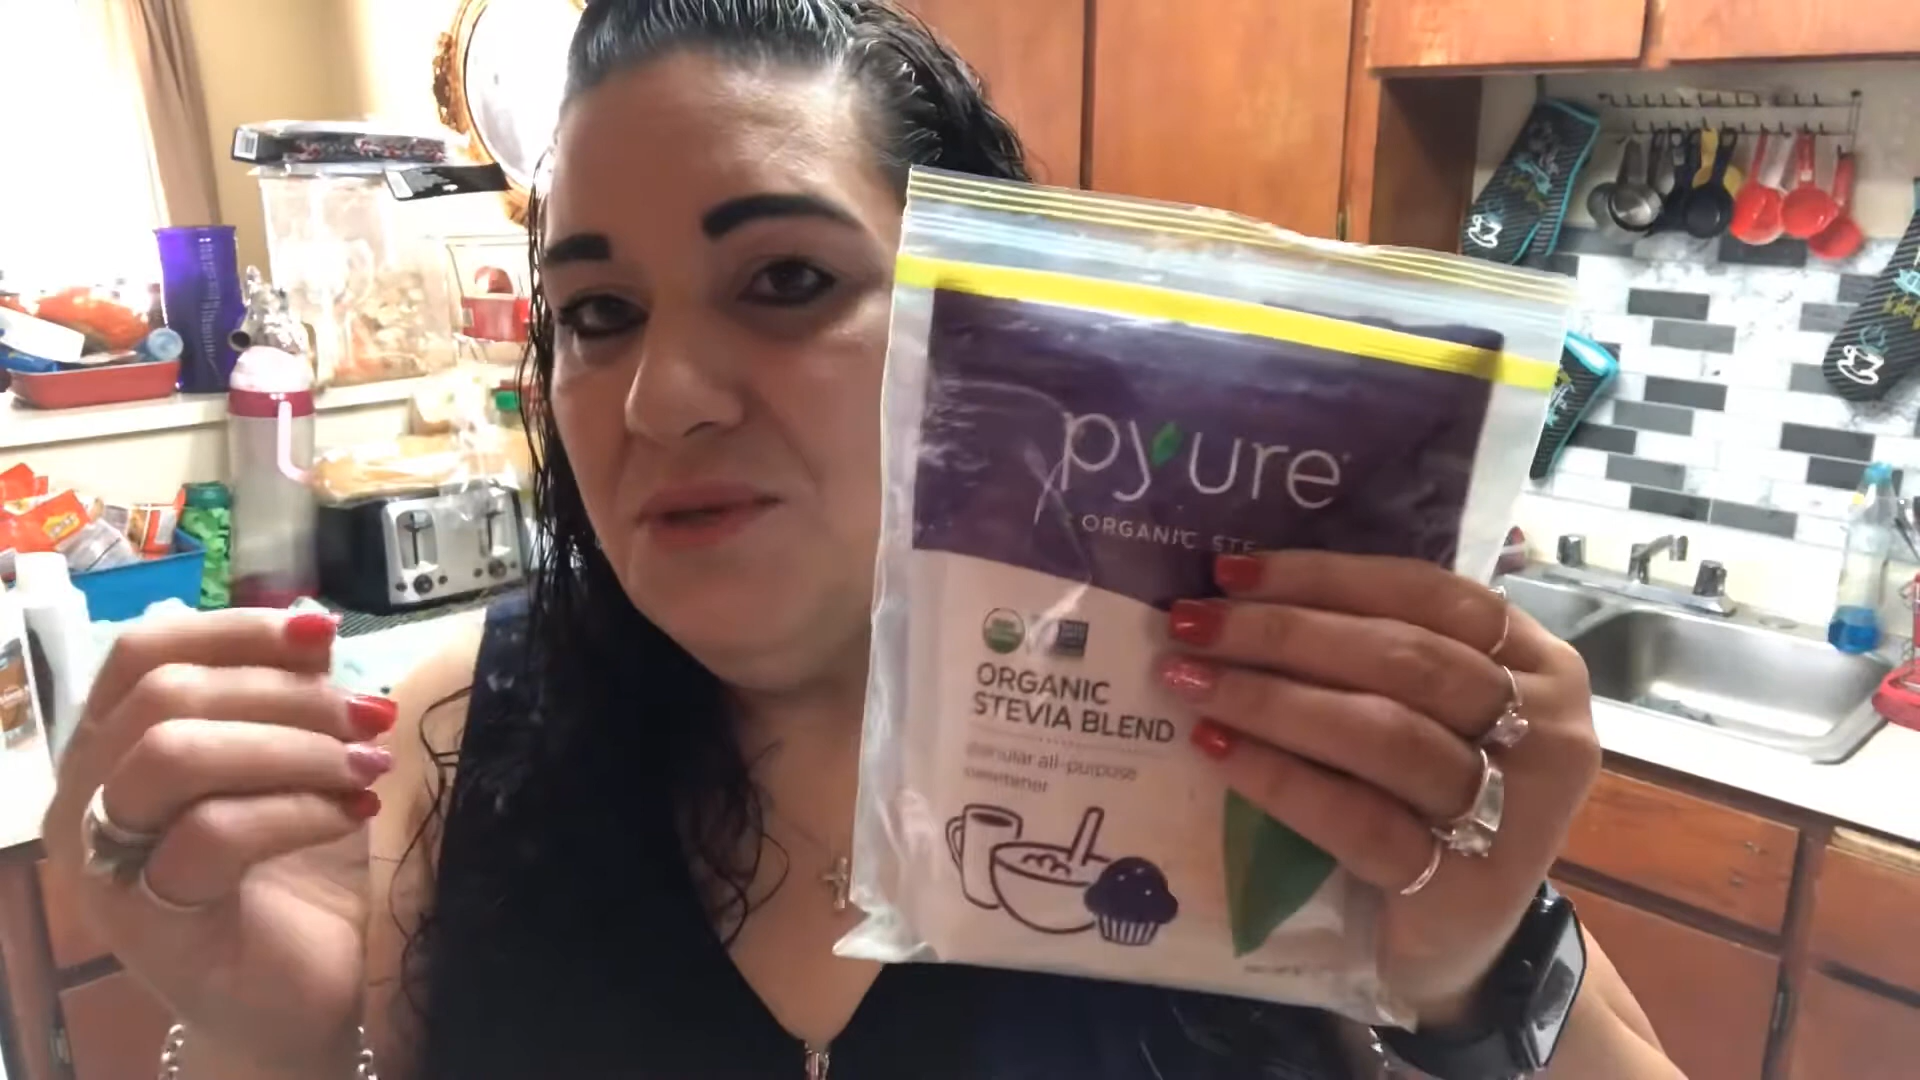 pyure
ORGANIC STE
ORGANIC
STEVIA BLEND
granular all-purpose
sweetener